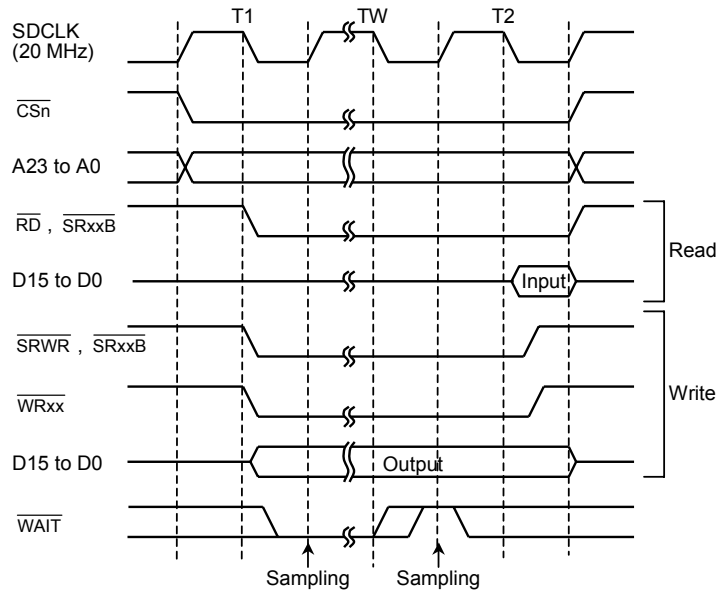 T1 TW T2
SDCLK
(20 MHz)
CSn
A23 to A0
RD , SRxxB
Read
D15 to D0 Input
SRWR , SRxxB
WRxx
Write
D15 to D0 Output
WAIT
Sampling Sampling